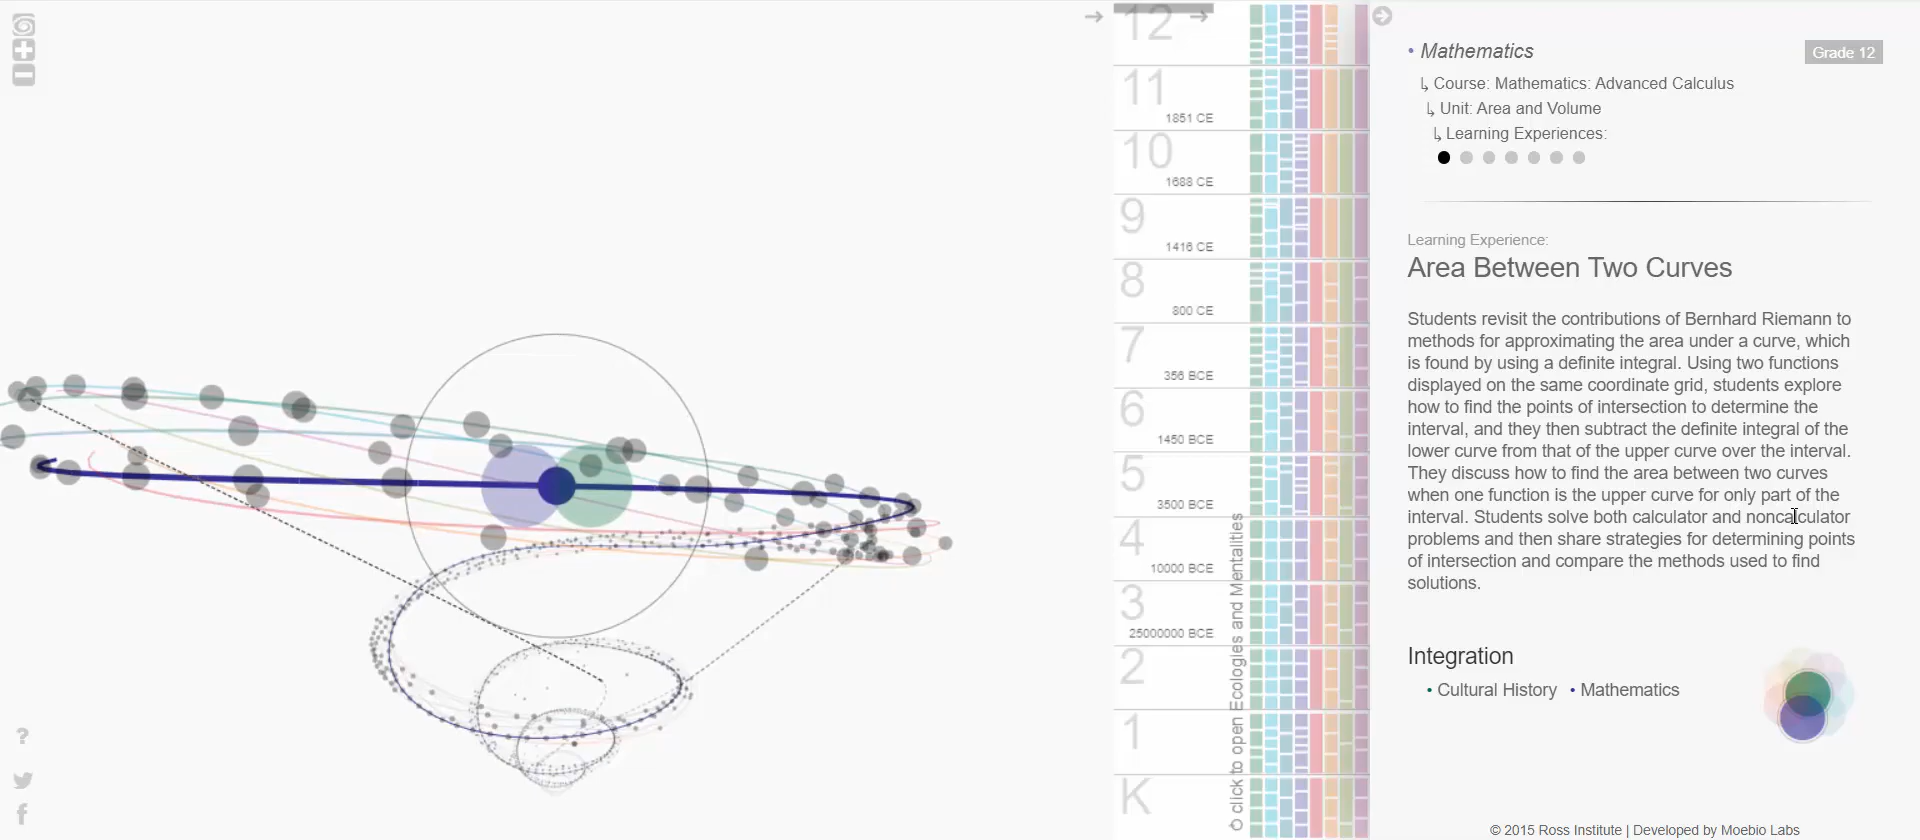 12
11
1851 CE
10
1688 CE
9
1416 CE
8
800 CE
7
356 BCE
6
1450 BCE
5
3500 BCE
4
10000 BCE
3
25000000 BCE
2
1
K
click to open Ecologies and Mentalities
• Mathematics
Grade 12
↳ Course: Mathematics: Advanced Calculus
↳ Unit: Area and Volume
↳ Learning Experiences:
Learning Experience:
Area Between Two Curves
Students revisit the contributions of Bernhard Riemann to
methods for approximating the area under a curve, which
is found by using a definite integral. Using two functions
displayed on the same coordinate grid, students explore
how to find the points of intersection to determine the
interval, and they then subtract the definite integral of the
lower curve from that of the upper curve over the interval.
They discuss how to find the area between two curves
when one function is the upper curve for only part of the
interval. Students solve both calculator and noncalculator
problems and then share strategies for determining points
of intersection and compare the methods used to find
solutions.
Integration
• Cultural History • Mathematics
?
© 2015 Ross Institute | Developed by Moebio Labs